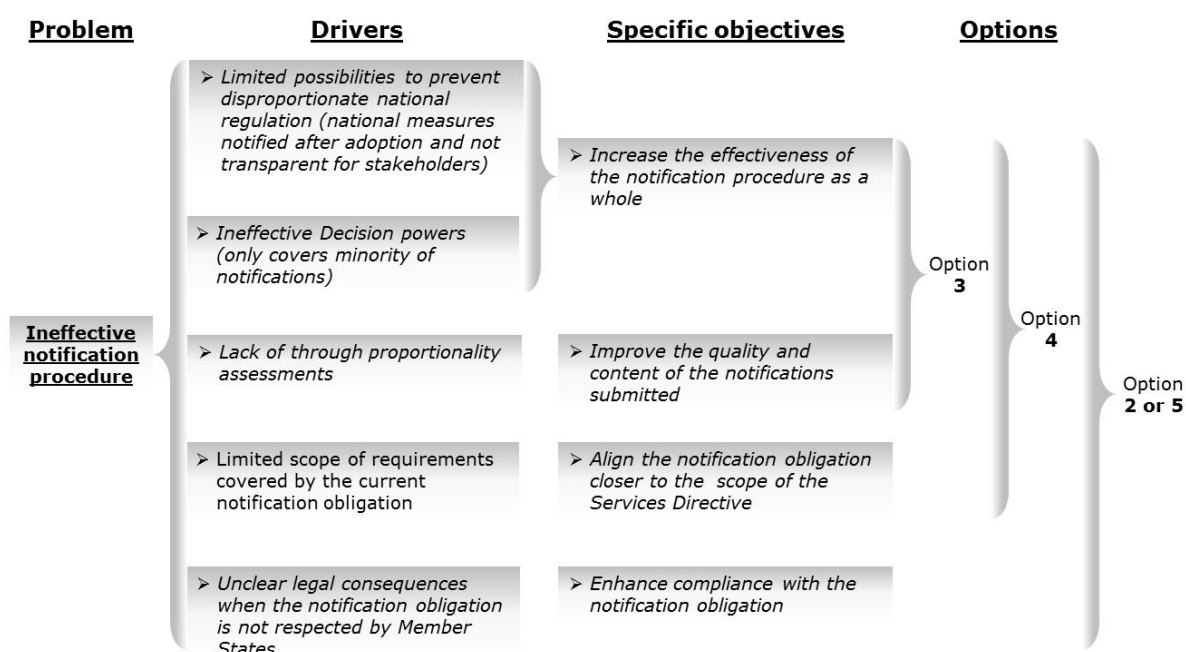 Problem
Drivers
Specific objectives
Options
Ineffective
notification
procedure
➢ Limited possibilities to prevent
disproportionate national
regulation (national measures
notified after adoption and not
transparent for stakeholders)
➢ Ineffective Decision powers
(only covers minority of
notifications)
➢ Lack of through proportionality
assessments
➢ Limited scope of requirements
covered by the current
notification obligation
➢ Unclear legal consequences
when the notification obligation
is not respected by Member
States
➢ Increase the effectiveness of
the notification procedure as a
whole
➢ Improve the quality and
content of the notifications
submitted
➢ Align the notification obligation
closer to the scope of the
Services Directive
➢ Enhance compliance with the
notification obligation
Option
3
Option
4
Option
2 or 5